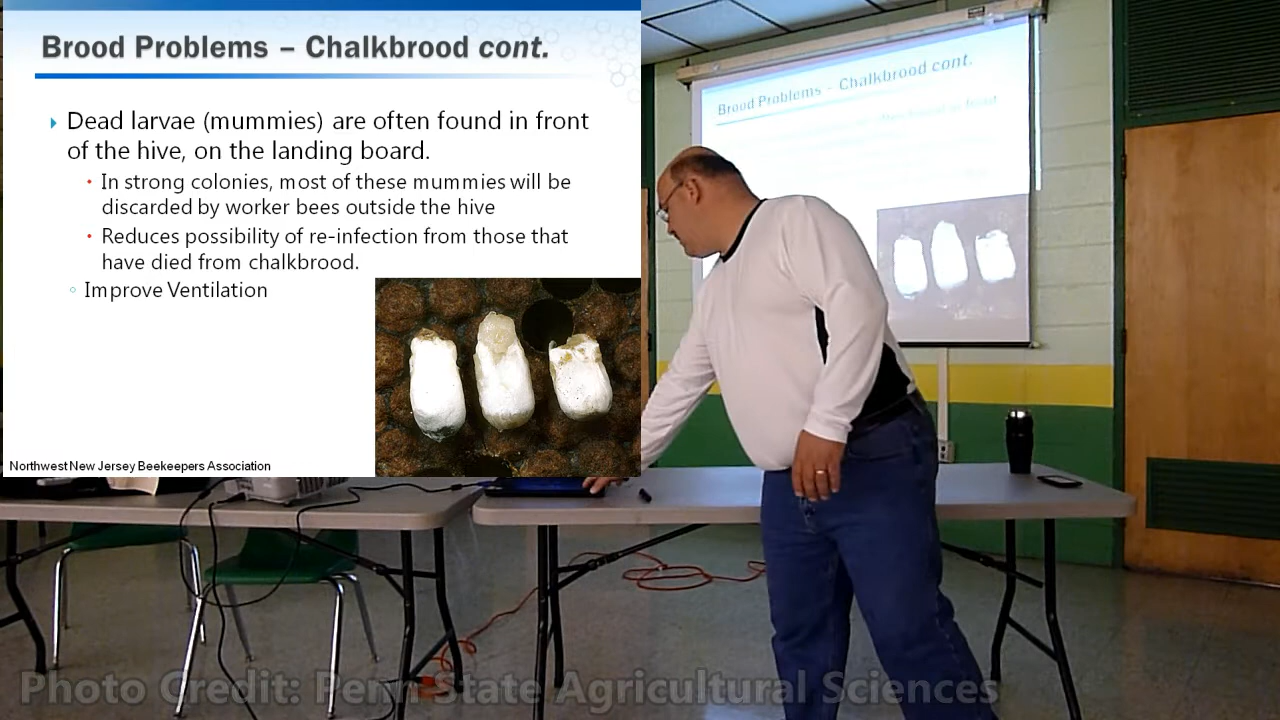 Brood Problems – Chalkbrood cont.
Dead larvae (mummies) are often found in front
of the hive, on the landing board.
In strong colonies, most of these mummies will be
discarded by worker bees outside the hive
Reduces possibility of re-infection from those that
have died from chalkbrood.
Improve Ventilation
Northwest New Jersey Beekeepers Association
Brood Problems – Chalkbrood cont.
Photo Credit: Penn State Agricultural Sciences